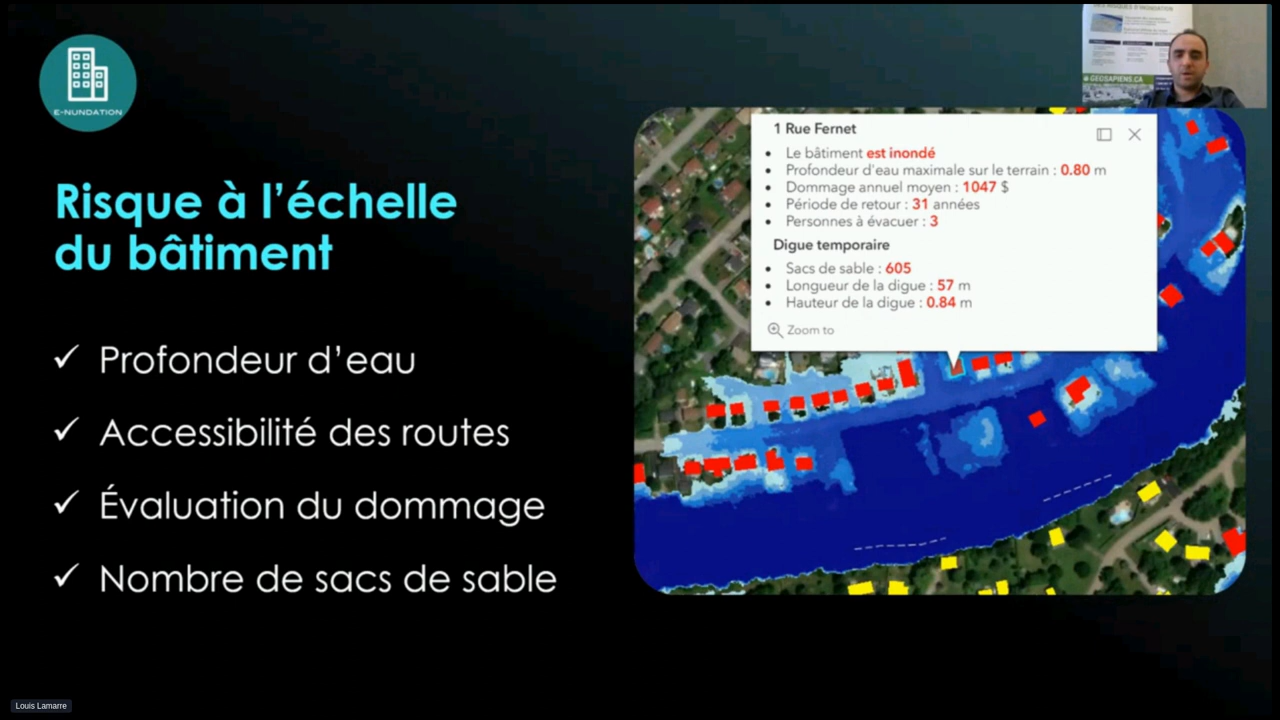 DES RISQUES D'INONDATION
GEOSAPIENS.CA
E-NUNDATION
Risque à l'échelle
du bâtiment
✓ Profondeur d'eau
✓ Accessibilité des routes
✓ Évaluation du dommage
✓ Nombre de sacs de sable
1 Rue Fernet
• Le bâtiment est inondé
• Profondeur d'eau maximale sur le terrain : 0.80 m
• Dommage annuel moyen : 1047 $
• Période de retour : 31 années
• Personnes à évacuer : 3
Digue temporaire
• Sacs de sable : 605
• Longueur de la digue : 57 m
• Hauteur de la digue : 0.84 m
Zoom to
Louis Lamarre